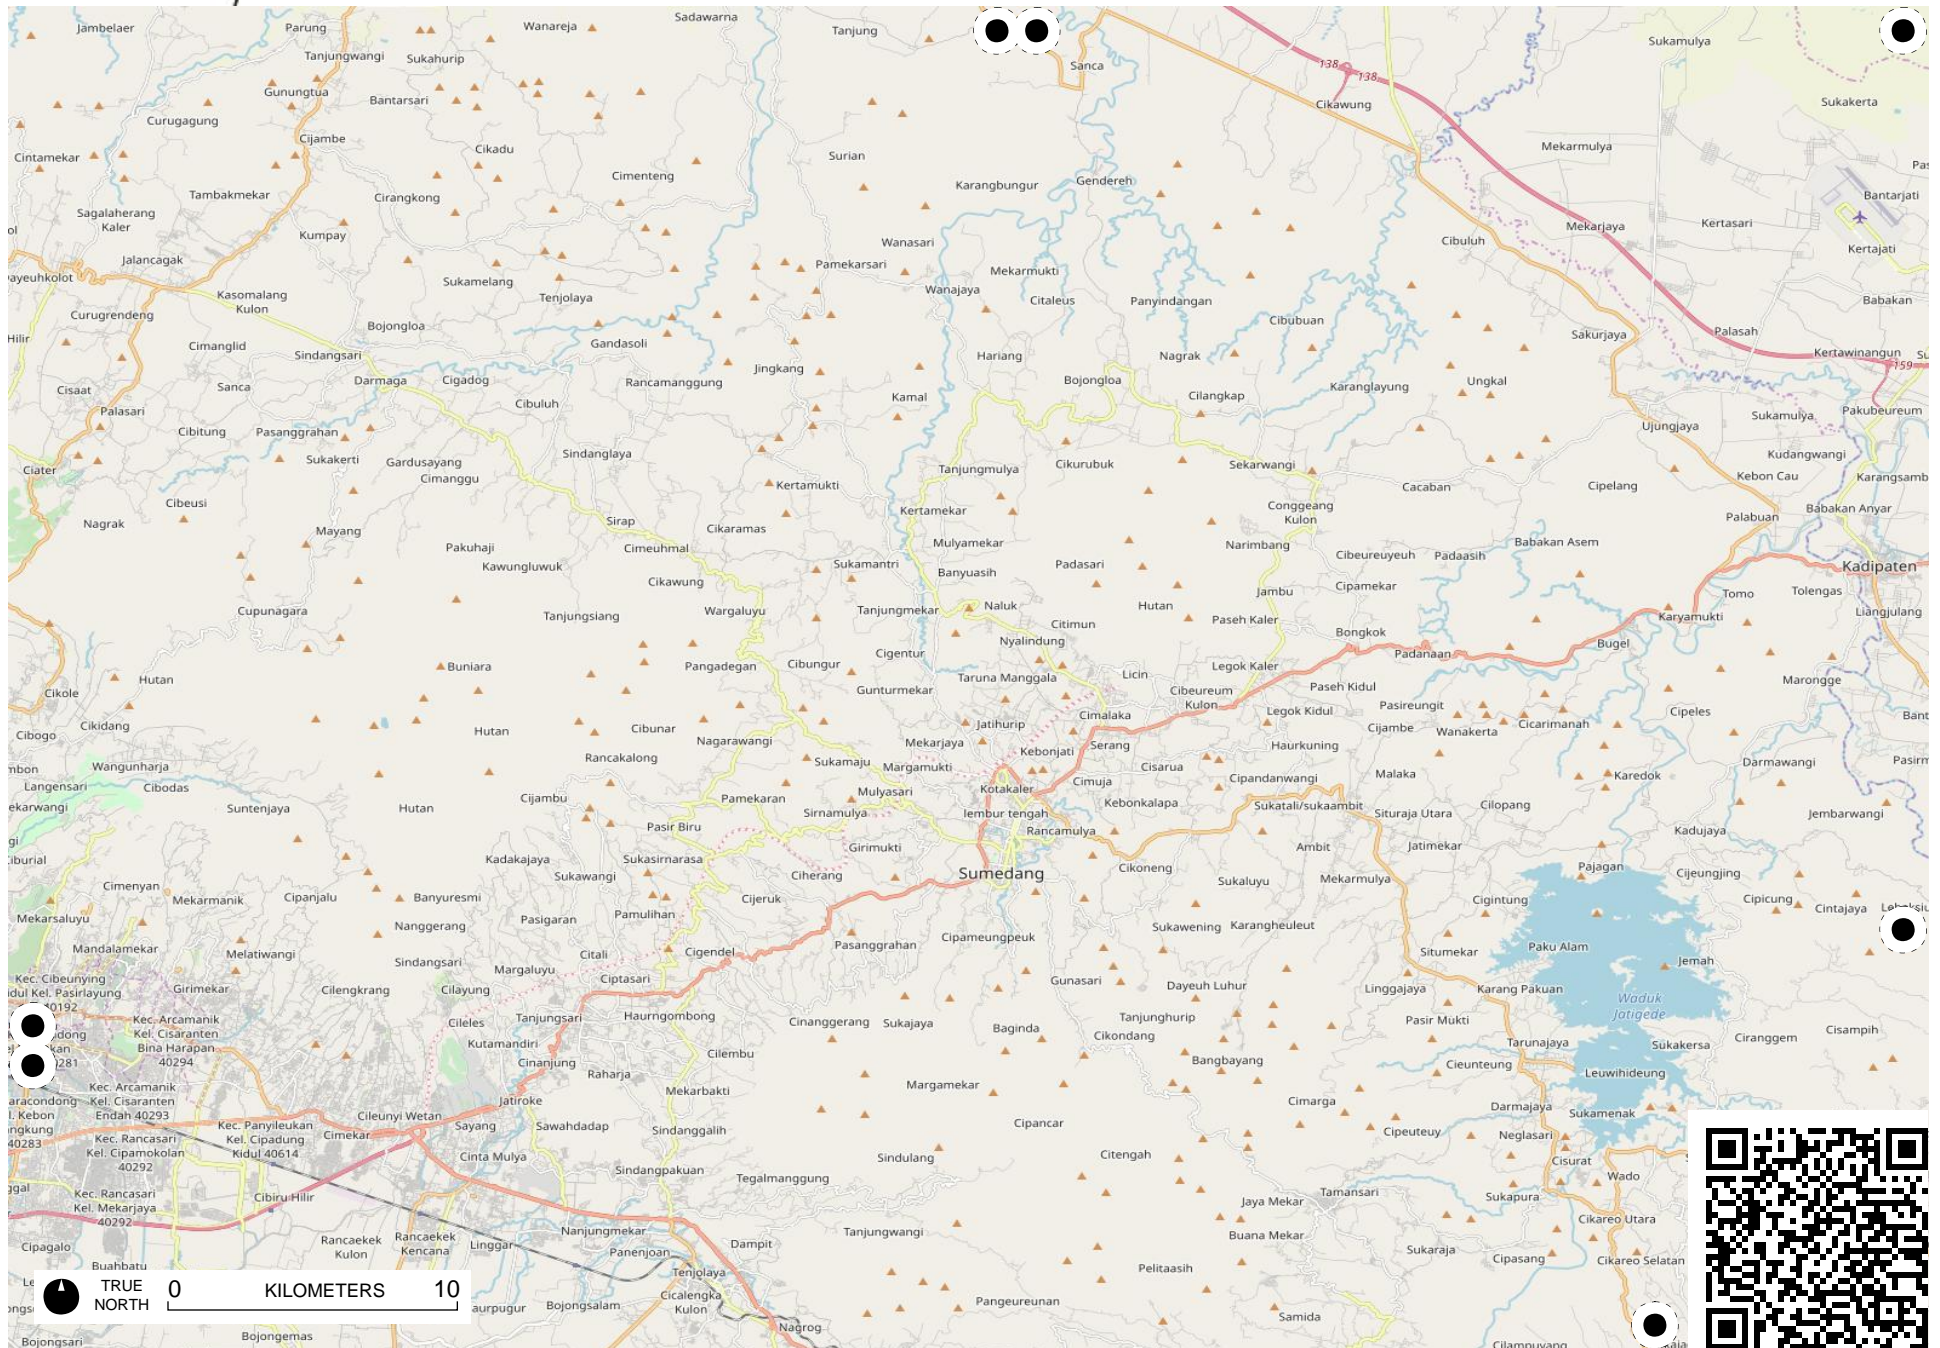 Jambelaer
Parung
Wanareja
Sadawarna
Tanjung
Sukamulya
Tanjungwangi
Sukahurip
Sanca
138
138
Gunungtua
Bantarsari
Cikawung
Sukakerta
Curugagung
Cijambe
Cikadu
Surian
Mekarmulya
Cintamekar
Cimenteng
Karangbungur
Gendereh
Tambakmekar
Cirangkong
Bantarjati
Sagalaherang
Kaler
Kumpay
Wanasari
Cibuluh
Mekarjaya
Kertasari
Kertajati
Jalancagak
Pamekarsari
Mekarmukti
ayeuhkolot
Sukamelang
Tenjolaya
Wanajaya
Citaleus
Panyindangan
Babakan
Kasomalang
Kulon
Curugrendeng
Bojongloa
Cibubuan
Sakurjaya
Palasah
Hilir
Cimanglid
Sindangsari
Gandasoli
Hariang
Nagrak
Kertawinangun
159
Cisaat
Sanca
Darmaga
Cigadog
Rancamanggung
Jingkang
Bojongloa
Karanglayung
Ungkal
Palasari
Cibuluh
Kamal
Cilangkap
Sukamulya
Pakubeureum
Cibitung
Pasanggrahan
Ujungjaya
Ciater
Sukakerti
Gardusayang
Cimanggu
Sindanglaya
Tanjungmulya
Cikurubuk
Sekarwangi
Kudangwangi
Kebon Cau
Karangsamb
Cibeusi
Kertamukti
Cacaban
Cipelang
Nagrak
Mayang
Sirap
Cikaramas
Kertamekar
Conggeang
Kulon
Palabuan
Babakan Anyar
Pakuhaji
Cimeuhmal
Mulyamekar
Narimbang
Cibeureuyeuh
Padaasih
Babakan Asem
Kawungluwuk
Cikawung
Sukamantri
Banyuasih
Padasari
Cipamekar
Kadipaten
Cupunagara
Tanjungsiang
Wargaluyu
Tanjungmekar
Naluk
Hutan
Jambu
Tomo
Tolengas
Citimun
Paseh Kaler
Karyamukti
Liangjulang
Nyalindung
Bongkok
Bugel
Buniara
Pangadegan
Cibungur
Cigentur
Legok Kaler
Padanaan
Cikole
Hutan
Gunturmekar
Taruna Manggala
Licin
Cibeureum
Kulon
Paseh Kidul
Marongge
Cikidang
Cibogo
Hutan
Cibunar
Jatihurip
Cimalaka
Legok Kidul
Pasireungit
Cijambe
Wanakerta
Cicarimanah
Cipeles
Nagarawangi
Mekarjaya
Kebonjati
Serang
Haurkuning
Wangunharja
Langensari
Cibodas
Rancakalong
Sukamaju
Margamukti
Cimuja
Cisarua
Cipandanwangi
Malaka
Karedok
Darmawangi
ekarwangi
Suntenjaya
Hutan
Cijambu
Pamekaran
Mulyasari
Kotakaler
Kebonkalapa
Sukatali/sukaambit
Situraja Utara
Cilopang
Jembarwangi
Pasir Biru
Sirnamulya
lembur tengah
Rancamulya
Kadujaya
Kadakajaya
Sukasirnarasa
Girimukti
Ambit
Jatimekar
Sukawangi
Ciherang
Sumedang
Cikoneng
Sukaluyu
Mekarmulya
Pajagan
Cijeungjing
Cimenyan
Mekarmanik
Cipanjalu
Banyuresmi
Cijeruk
Cigintung
Cipicung
Cintajaya
Mekarsaluyu
Nanggerang
Pasigaran
Pamulihan
Sukawening
Karangheuleut
Mandalamekar
Melatiwangi
Sindangsari
Citali
Cigendel
Pasanggrahan
Cipameungpeuk
Situmekar
Paku Alam
Jemah
Kec. Cibeunying
idul Kel. Pasirlayung
40192
Girimekar
Cilengkrang
Cilayung
Margaluyu
Ciptasari
Gunasari
Dayeuh Luhur
Linggajaya
Karang Pakuan
Waduk
Jatigede
Kec. Arcamanik
Kel. Cisaranten
Bina Harapan
40294
Cileles
Tanjungsari
Haurngombong
Cinanggerang
Sukajaya
Baginda
Tanjunghurip
Cikondang
Pasir Mukti
Tarunajaya
Sukakersa
Ciranggem
Cisampih
Kutamandiri
Cinanjung
Cilembu
Bangbayang
Cieunteung
Leuwihideung
Kec. Arcamanik
Kel. Cisaranten
Endah 40293
Raharja
Mekarbakti
Margamekar
Cimarga
Darmajaya
Sukamenak
Jatiroke
Kec. Panyileukan
Kel. Cipadung
Kidul 40614
Cileunyi Wetan
Cimekar
Sayang
Sawahdadap
Sindanggalih
Cipancar
Cipeuteuy
Neglasari
Kec. Rancasari
Kel. Cipamokolan
40292
Cinta Mulya
Sindangpakuan
Sindulang
Citengah
Cisurat
Wado
Kec. Rancasari
Kel. Mekarjaya
40292
Cibiru Hilir
Tegalmanggung
Jaya Mekar
Tamansari
Sukapura
Cipagalo
Rancaekek
Kulon
Rancaekek
Kencana
Linggar
Nanjungmekar
Panenjoan
Dampit
Tanjungwangi
Buana Mekar
Sukaraja
Cikareo Utara
Cipasang
Cikareo Selatan
Buahbatu
Tenjolaya
Pelitaasih
TRUE
NORTH
0
KILOMETERS
10
aurpugur
Bojongsalam
Cicalengka
Kulon
Pangeureunan
Samida
Bojongsari
Bojongemas
Nagrog